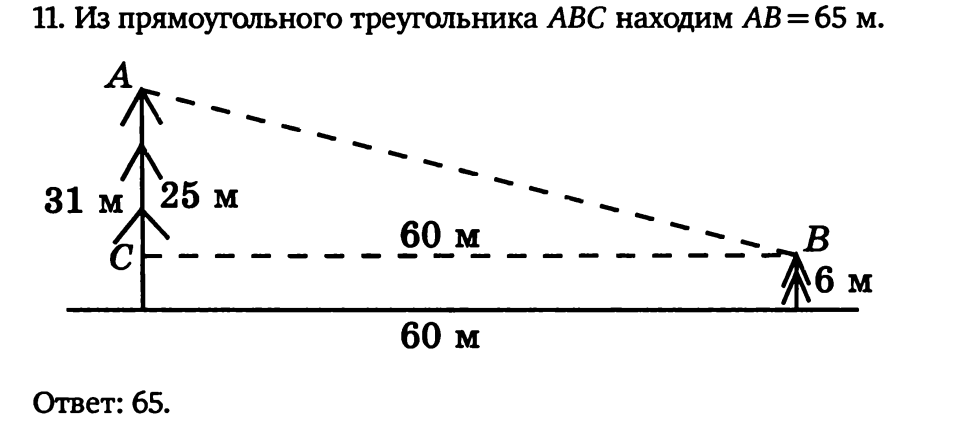 11. Из прямоугольного треугольника ABC находим AB = 65 м.
A
31 м 25 м
60 м
B
C
6 м
60 м
Ответ: 65.